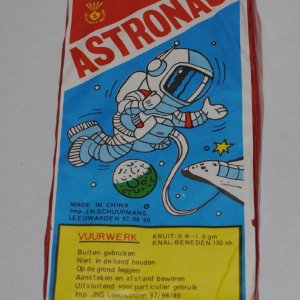 ASTRONAU
MADE IN CHINA
Imp: J.N.SCHUURMANS
LEEUWARDEN 97/98/99
VUURWERK
KRUIT: 0.8-1.0 gm
KNAL: BENEDEN 150 ab.
Buiten gebruiken
Niet in de hand houden
Op de grond leggen
Aansteken en afstand bewaren
Uitsluitend voor particulier gebruik
Imp. JNS Leeuwarden 97/98/99